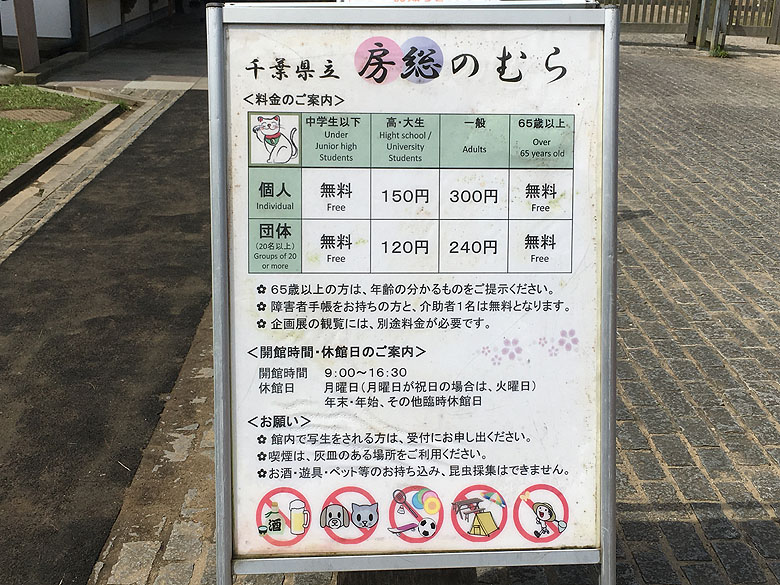 千葉県立 房総のむら
＜料金のご案内＞
中学生以下 高・大生 一般 65歳以上
Under Junior high Students Hight school / University Students Adults Over 65 years old
個人 無料 150円 300円 無料
Individual Free Free
団体 無料 120円 240円 無料
（20名以上） Free Free
Groups of 20 or more
✿ 65歳以上の方は、年齢の分かるものをご提示ください。
✿ 障害者手帳をお持ちの方と、介助者1名は無料となります。
✿ 企画展の観覧には、別途料金が必要です。
＜開館時間・休館日のご案内＞
開館時間 9:00～16:30
休館日 月曜日（月曜日が祝日の場合は、火曜日）
年末・年始、その他臨時休館日
＜お願い＞
✿ 館内で写生をされる方は、受付にお申し出ください。
✿喫煙は、灰皿のある場所をご利用ください。
✿お酒・遊具・ペット等のお持ち込み、昆虫採集はできません。
酒